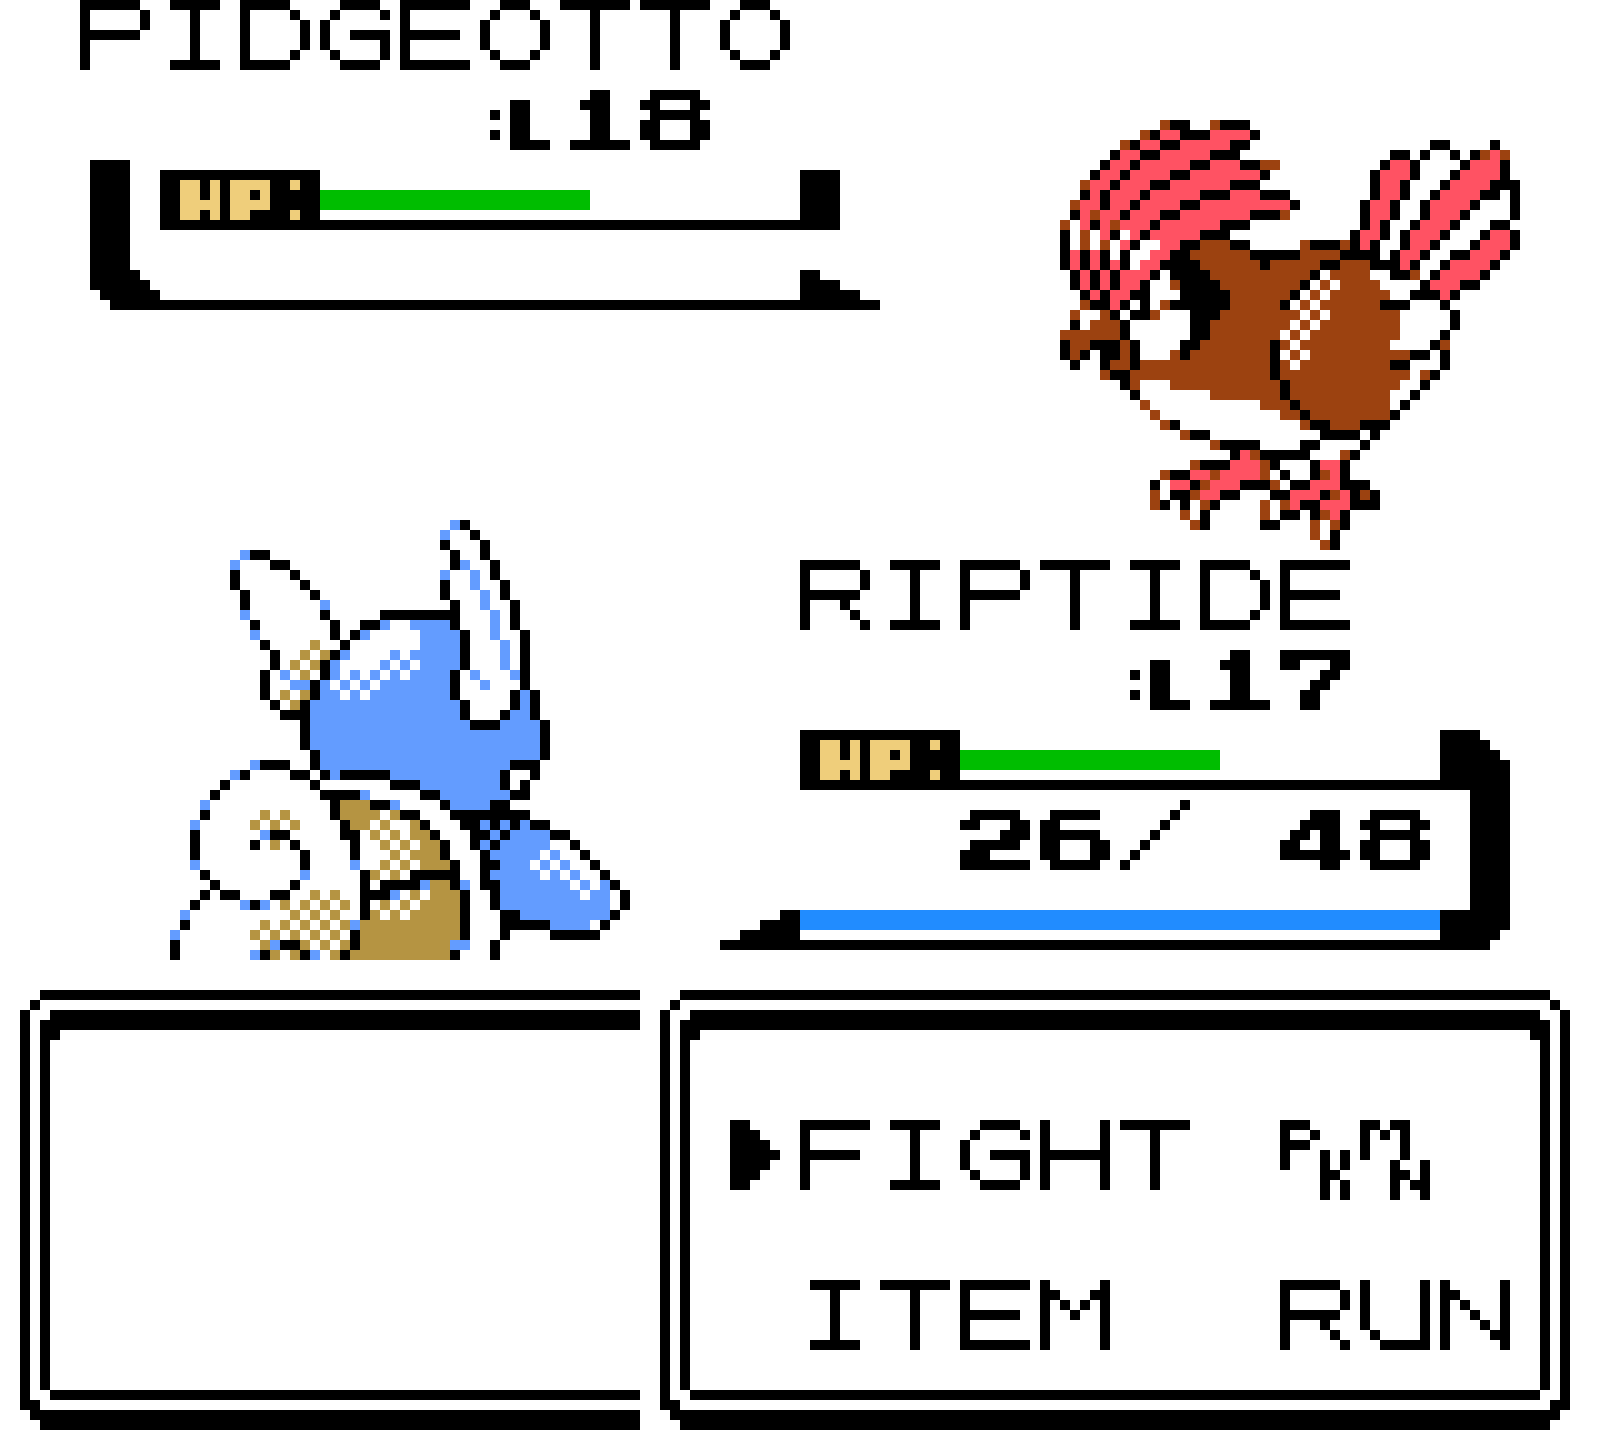 PIDGEOTTO
:L18
HP:
RIPTIDE
:L17
HP:
26/ 48
▶FIGHT PKMN
ITEM RUN